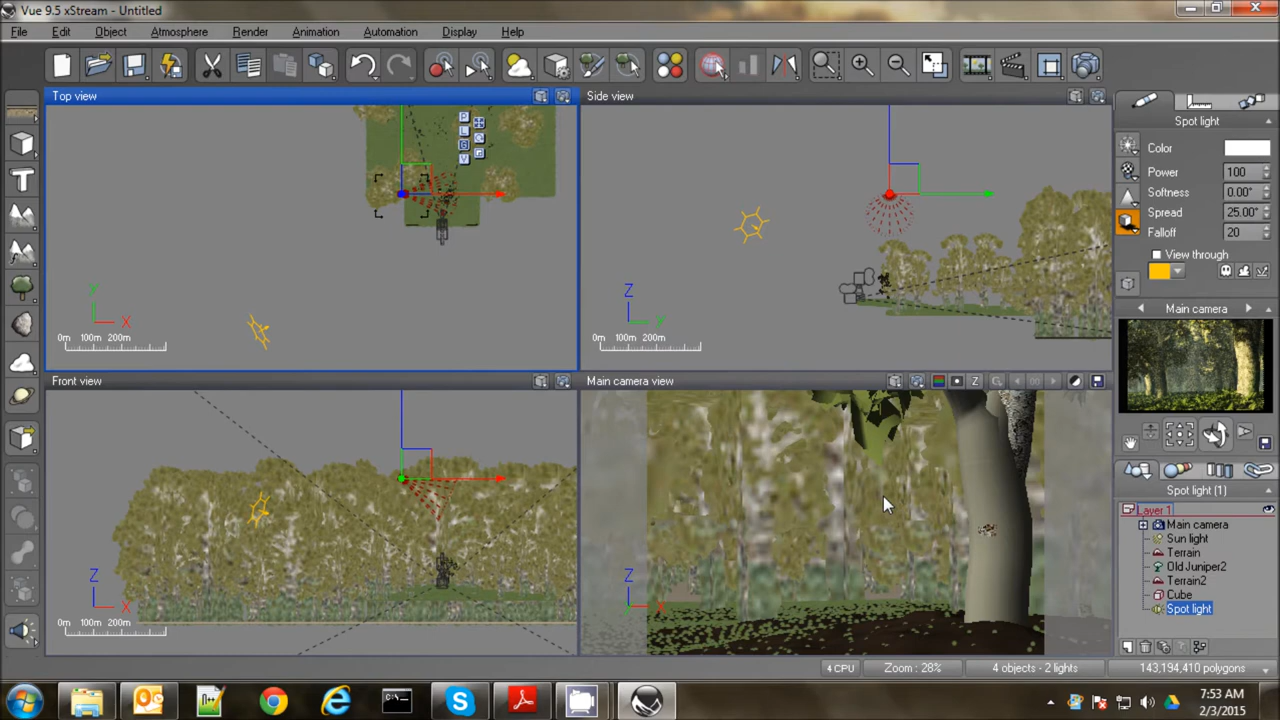 Vue 9.5 xStream - Untitled
File Edit Object Atmosphere Render Animation Automation Display Help
Top view
Side view
Spot light
Color
Power 100
Softness 0.00°
Spread 25.00°
Falloff 20
View through
Y
X
0m 100m 200m
Z
Y
0m 100m 200m
Main camera
Front view
Main camera view
Z
X
0m 100m 200m
Z
X
Spot light (1)
Layer 1
Main camera
Sun light
Terrain
Old Juniper2
Terrain2
Cube
Spot light
4 CPU
Zoom : 28%
4 objects - 2 lights
143,194,410 polygons
7:53 AM
2/3/2015